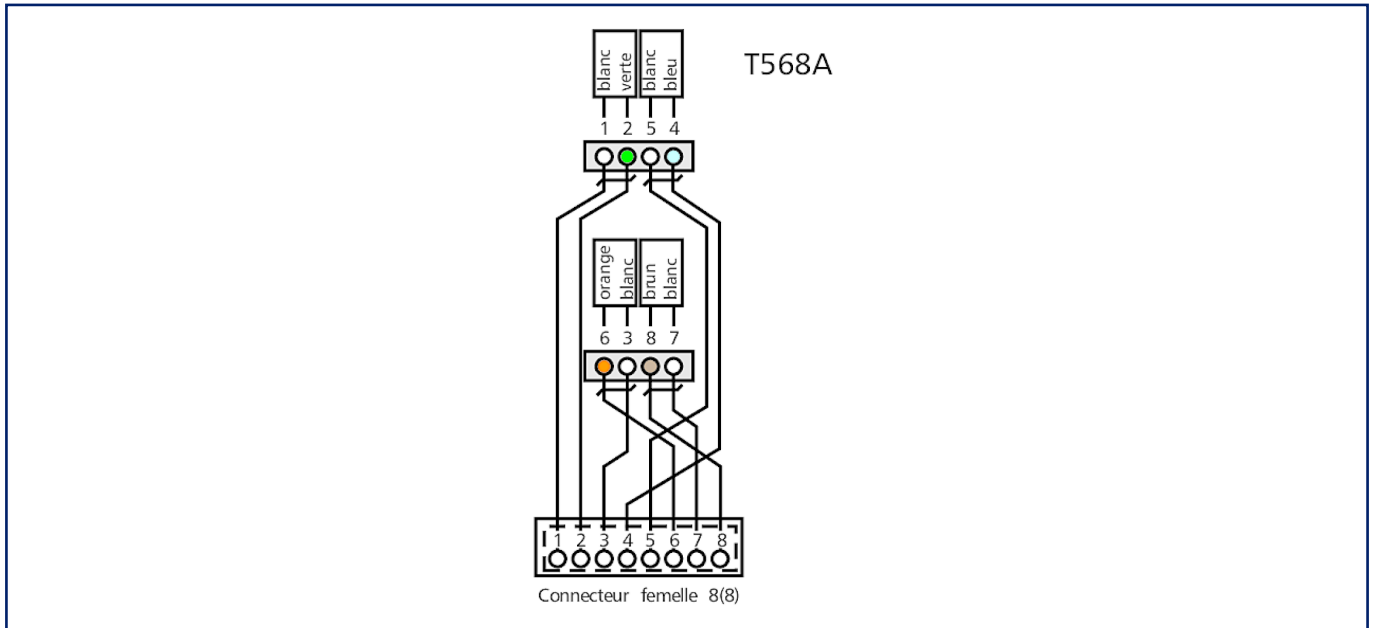 T568A
blanc
verte
blanc
bleu
1 2 5 4
orange
blanc
brun
blanc
6 3 8 7
1 2 3 4 5 6 7 8
Connecteur femelle 8(8)